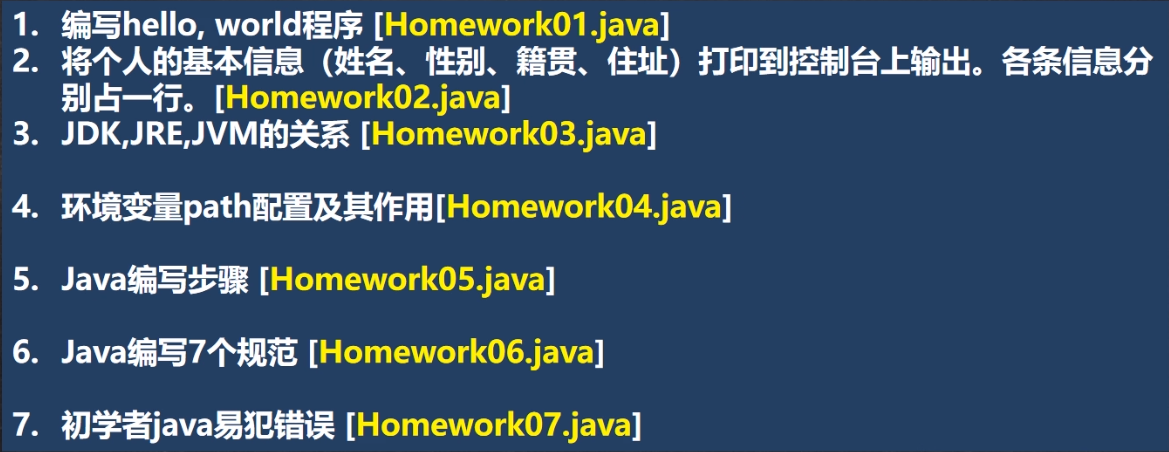 1. 编写hello, world程序 [Homework01.java]
2. 将个人的基本信息（姓名、性别、籍贯、住址）打印到控制台上输出。各条信息分
别占一行。[Homework02.java]
3. JDK,JRE,JVM的关系 [Homework03.java]
4. 环境变量path配置及其作用[Homework04.java]
5. Java编写步骤 [Homework05.java]
6. Java编写7个规范 [Homework06.java]
7. 初学者java易犯错误 [Homework07.java]